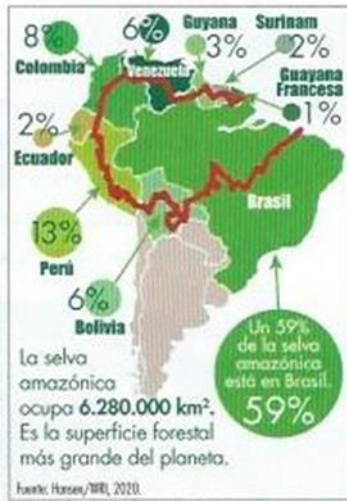 8%
Colombia
6%
Venezuela
Guyana
3%
Surinam
2%
Guayana
Francesa
1%
2%
Ecuador
Brasil
13%
Perú
6%
Bolivia
Un 59%
de la selva
amazónica
está en Brasil.
59%
La selva
amazónica
ocupa 6.280.000 km².
Es la superficie forestal
más grande del planeta.
Fuente: Hansen/WRI, 2020.